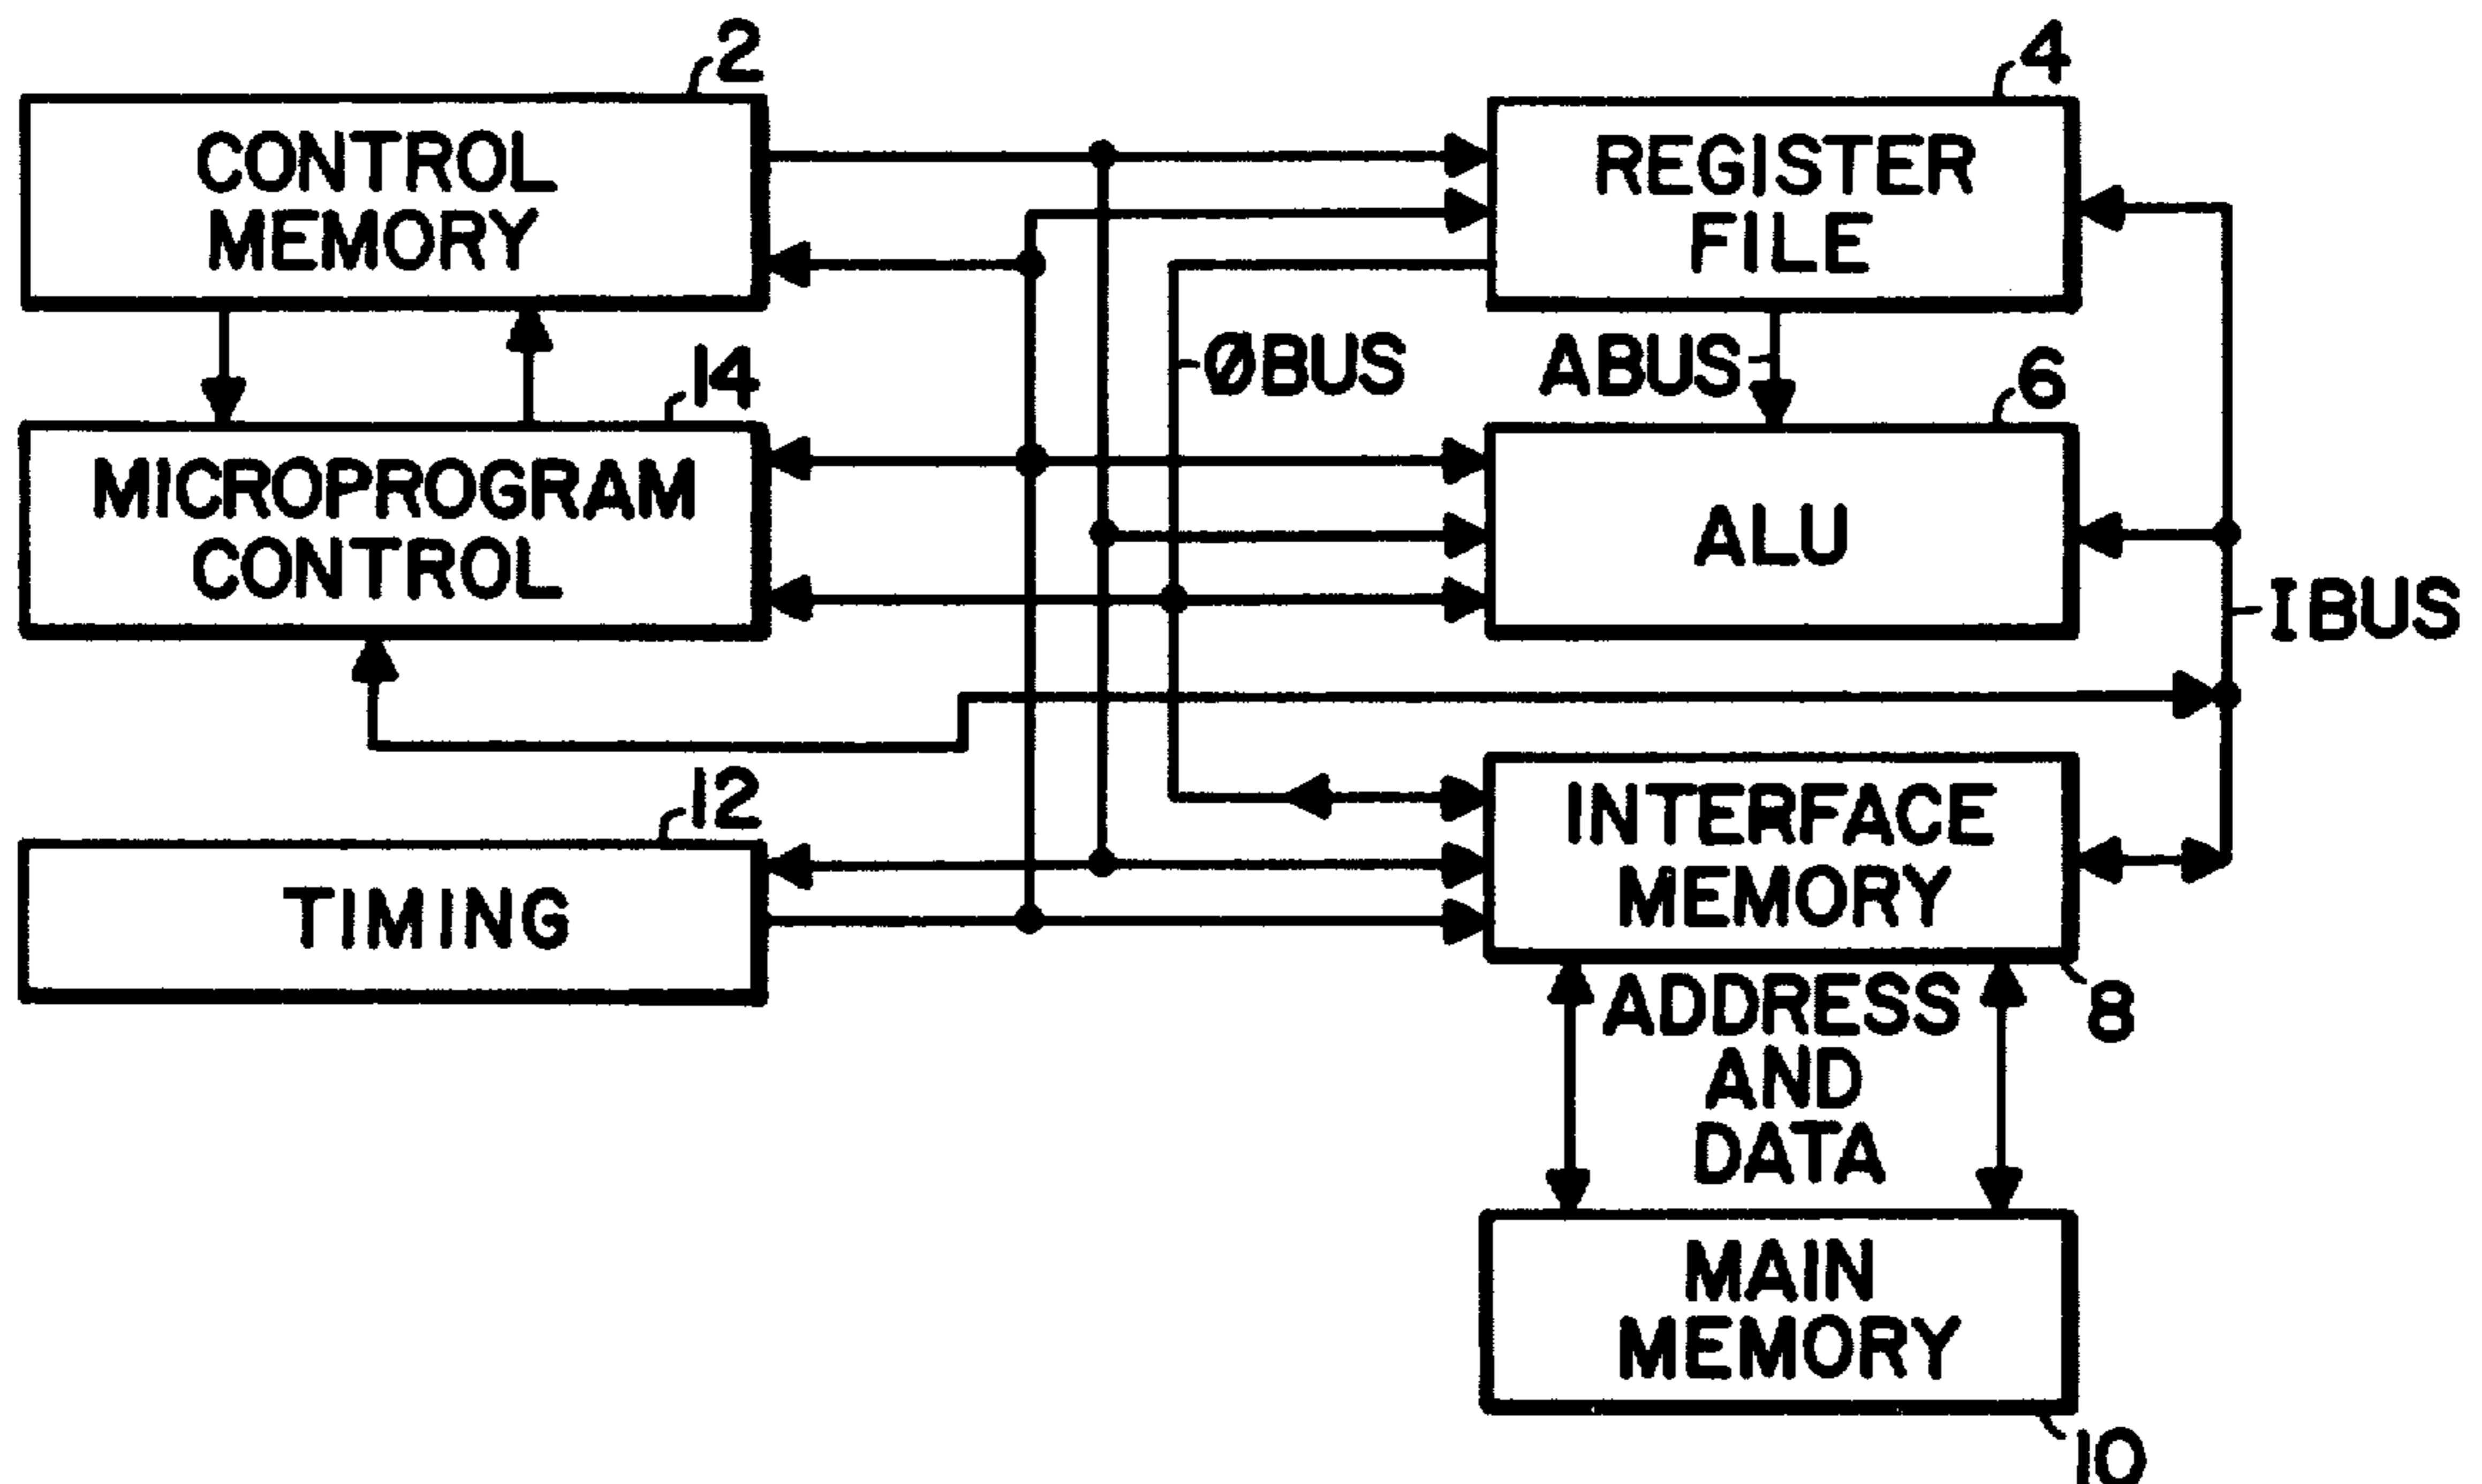 2
CONTROL
MEMORY
4
REGISTER
FILE
ØBUS
ABUS
14
MICROPROGRAM
CONTROL
6
ALU
IBUS
12
TIMING
INTERFACE
MEMORY
8
ADDRESS
AND
DATA
MAIN
MEMORY
10